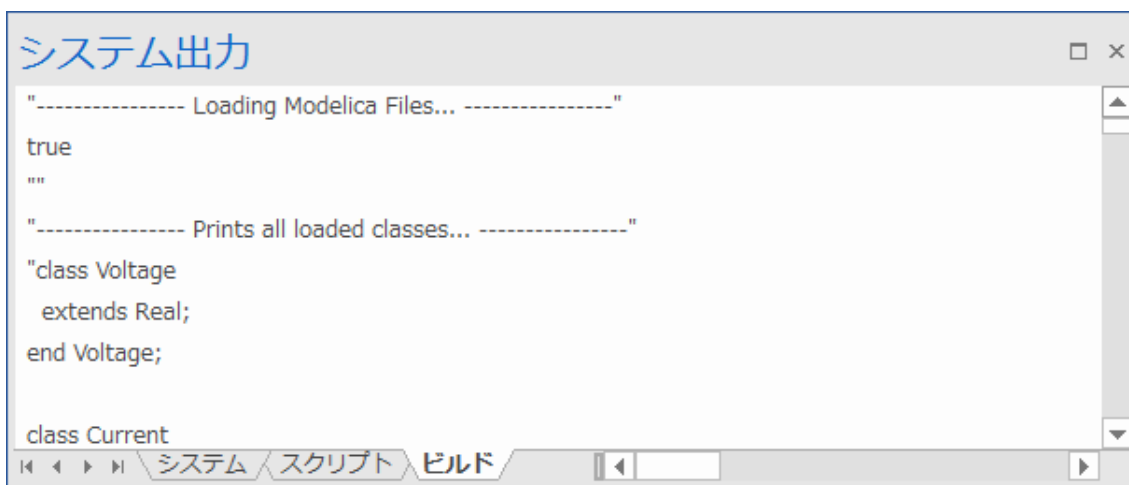 システム出力
"---------------- Loading Modelica Files... ----------------"
true
""
"---------------- Prints all loaded classes... ----------------"
"class Voltage
  extends Real;
end Voltage;

class Current
システム スクリプト ビルド